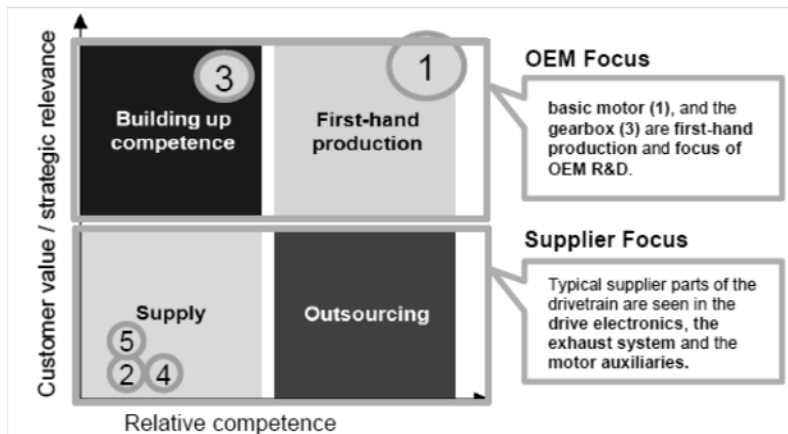 Customer value / strategic relevance
3
1
Building up
competence
First-hand
production
OEM Focus
basic motor (1), and the
gearbox (3) are first-hand
production and focus of
OEM R&D.
Supply
5
2 4
Outsourcing
Supplier Focus
Typical supplier parts of the
drivetrain are seen in the
drive electronics, the
exhaust system and the
motor auxiliaries.
Relative competence